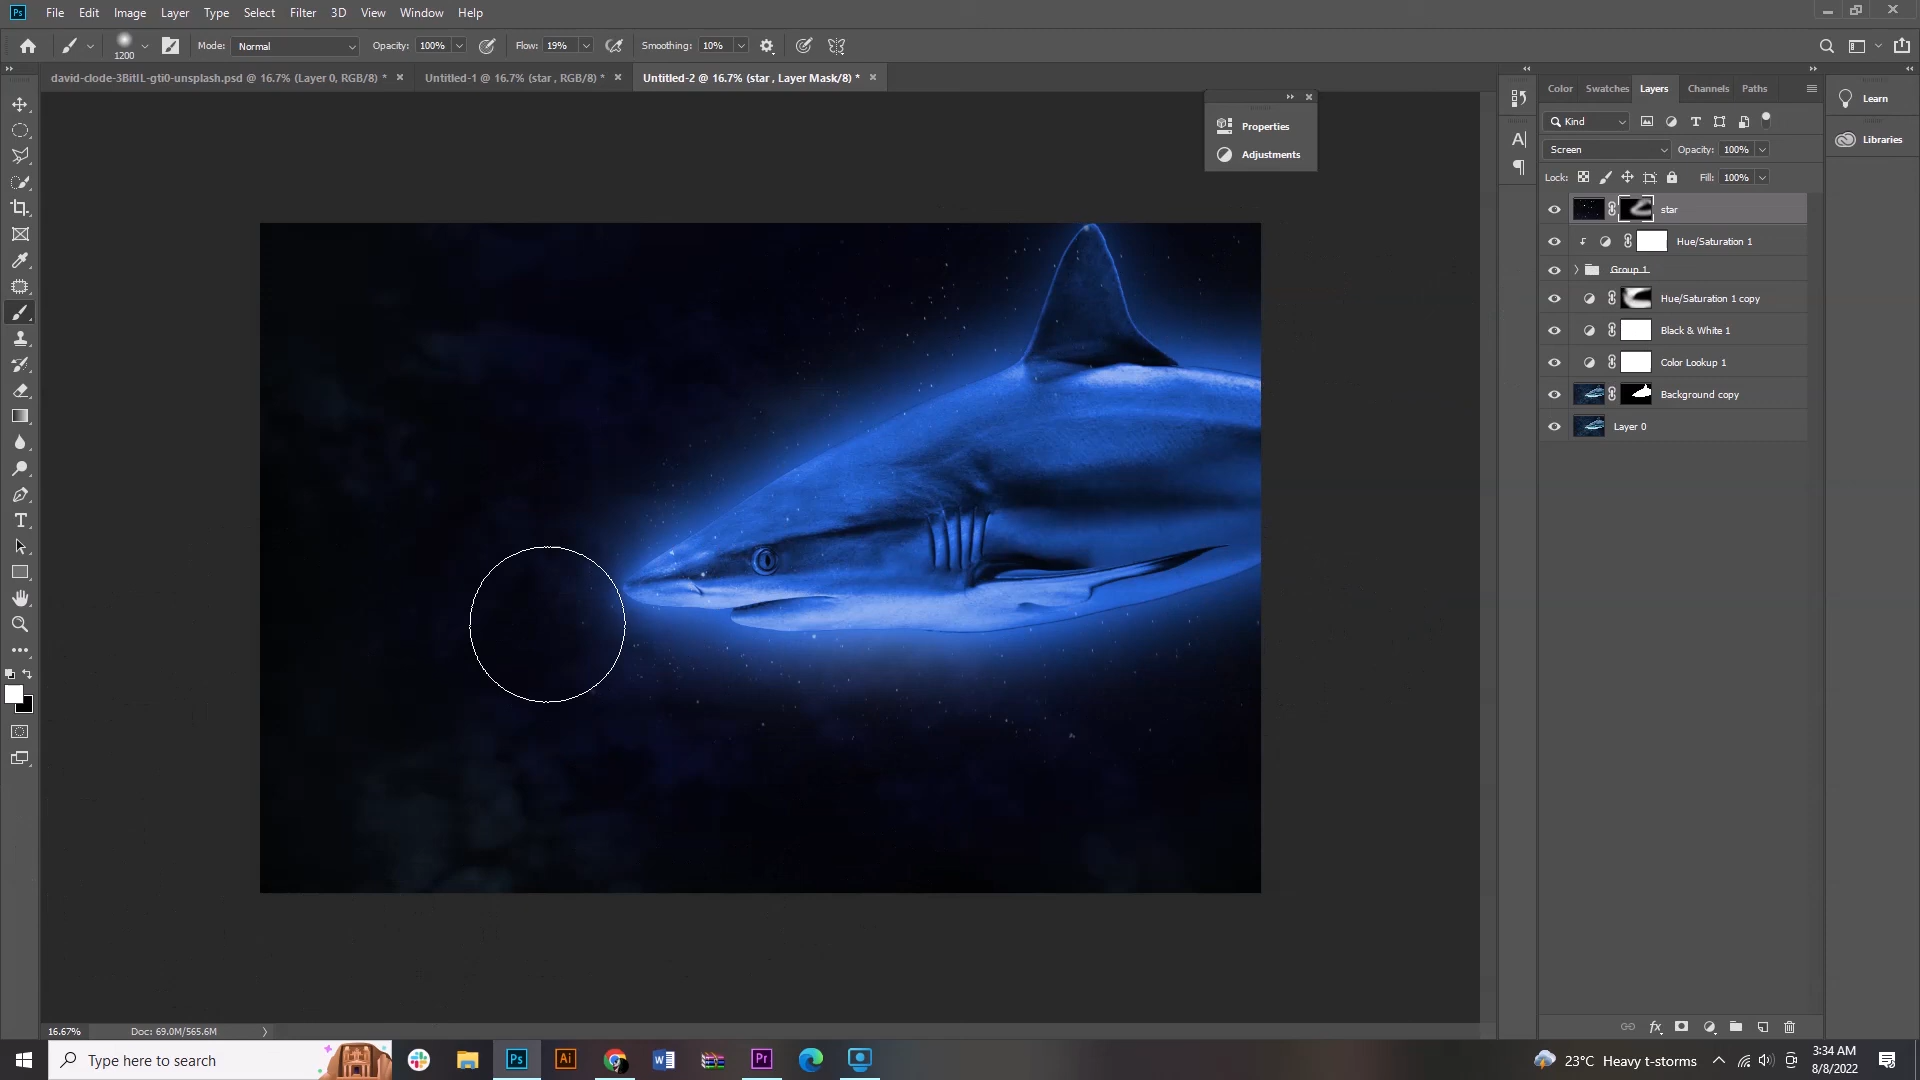 Ps File Edit Image Layer Type Select Filter 3D View Window Help
1200 Mode: Normal Opacity: 100% Flow: 19% Smoothing: 10%
david-clode-3BitIL-gti0-unsplash.psd @ 16.7% (Layer 0, RGB/8) * Untitled-1 @ 16.7% (star , RGB/8) * Untitled-2 @ 16.7% (star , Layer Mask/8) *
Properties
Adjustments
Color Swatches Layers Channels Paths
Kind
Screen Opacity: 100%
Lock: Fill: 100%
star
Hue/Saturation 1
Group 1
Hue/Saturation 1 copy
Black & White 1
Color Lookup 1
Background copy
Layer 0
Learn
Libraries
16.67% Doc: 69.0M/565.6M
Type here to search
Ps Ai Pr
23°C Heavy t-storms
3:34 AM
8/8/2022